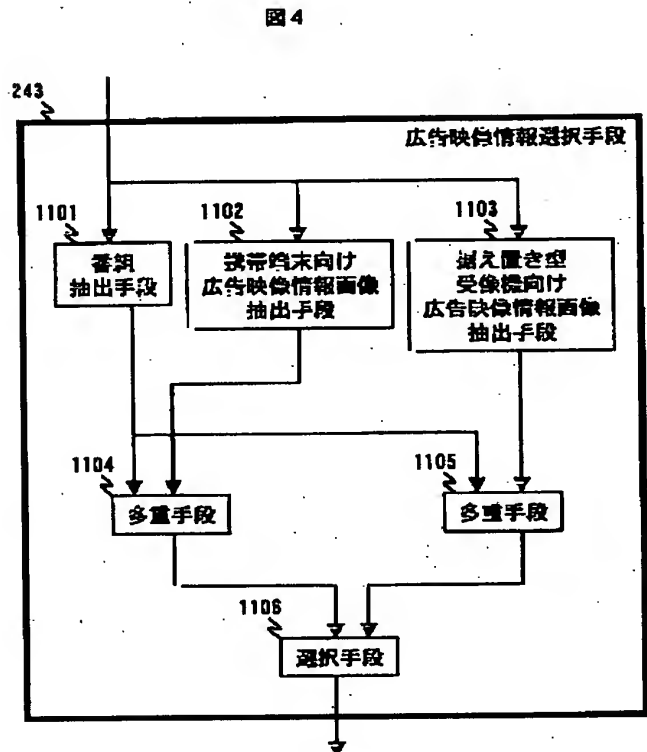 図4
243
広告映像情報選択手段
1101
番組
抽出手段
1102
携帯端末向け
広告映像情報画像
抽出手段
1103
据え置き型
受像機向け
広告映像情報画像
抽出手段
1104
多重手段
1105
多重手段
1106
選択手段